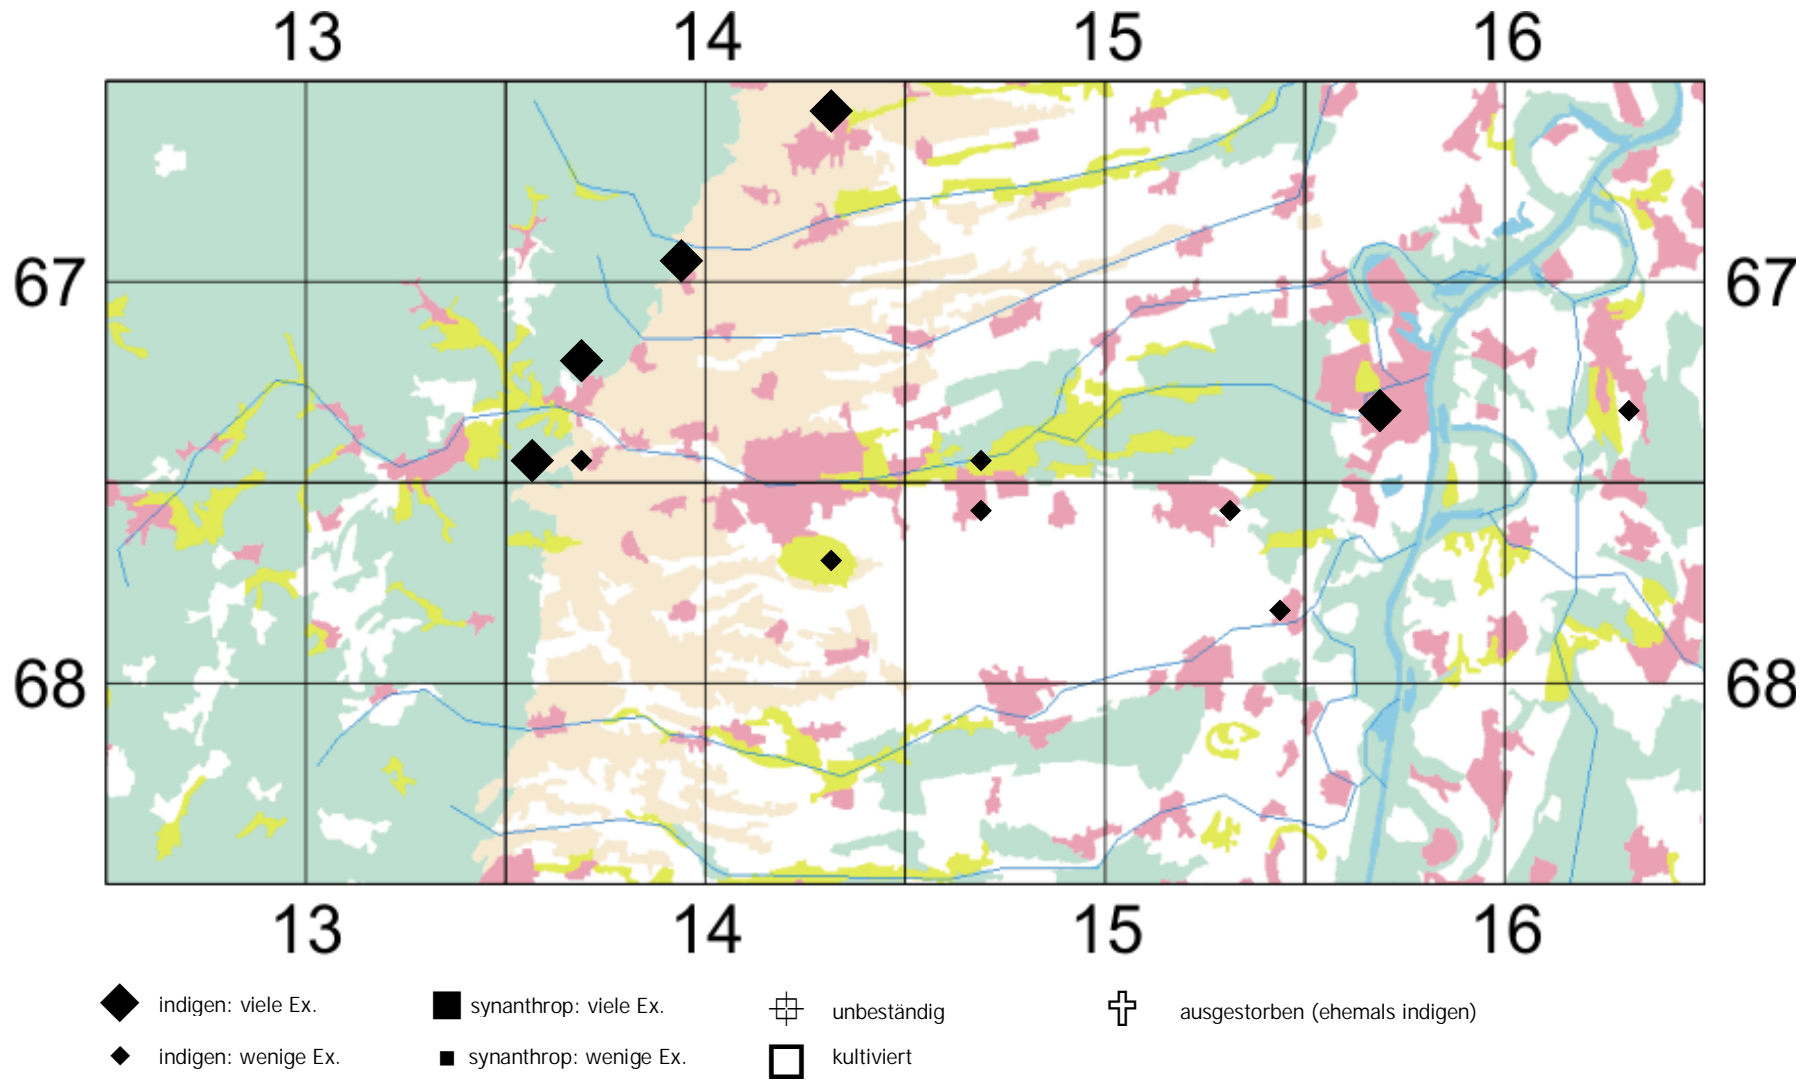 13 14 15 16
67 67
68 68
13 14 15 16
indigen: viele Ex. synanthrop: viele Ex. unbeständig ausgestorben (ehemals indigen)
indigen: wenige Ex. synanthrop: wenige Ex. kultiviert